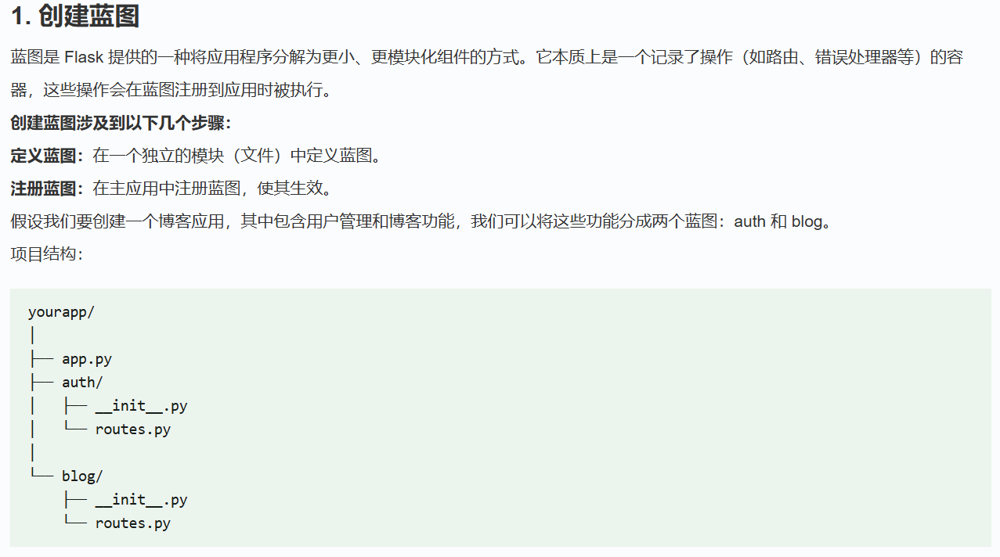 1. 创建蓝图
蓝图是 Flask 提供的一种将应用程序分解为更小、更模块化组件的方式。它本质上是一个记录了操作（如路由、错误处理器等）的容
器，这些操作会在蓝图注册到应用时被执行。
创建蓝图涉及到以下几个步骤：
定义蓝图：在一个独立的模块（文件）中定义蓝图。
注册蓝图：在主应用中注册蓝图，使其生效。
假设我们要创建一个博客应用，其中包含用户管理和博客功能，我们可以将这些功能分成两个蓝图：auth 和 blog。
项目结构：
yourapp/
│
├── app.py
├── auth/
│   ├── __init__.py
│   └── routes.py
│
└── blog/
    ├── __init__.py
    └── routes.py